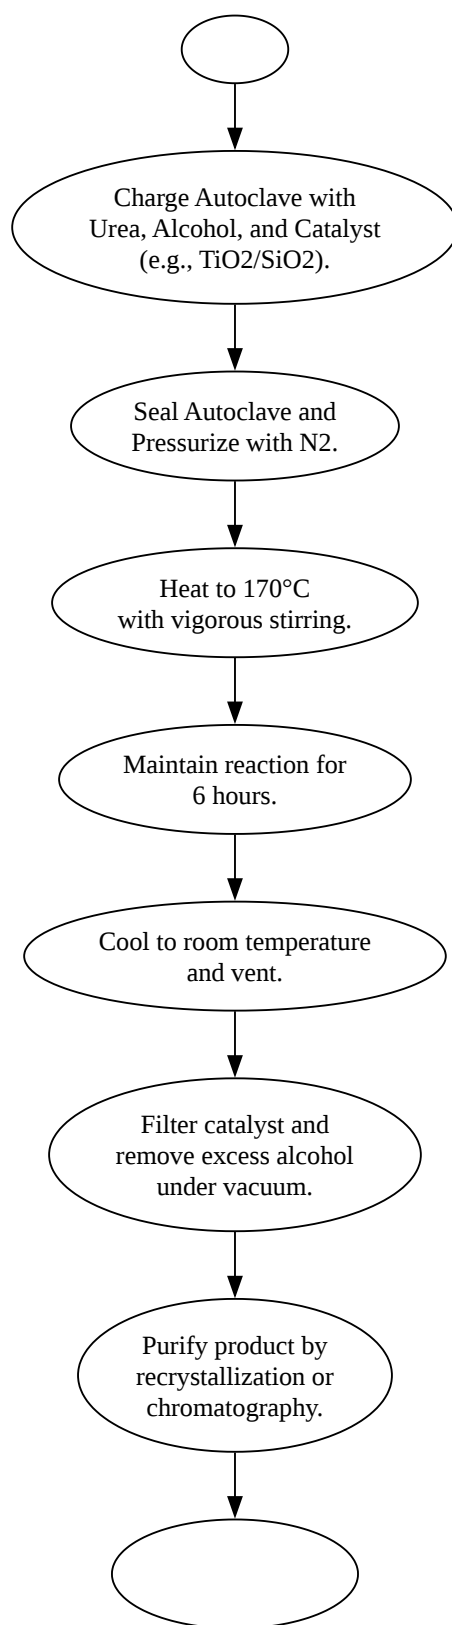 Charge Autoclave with
Urea, Alcohol, and Catalyst
(e.g., TiO2/SiO2).
Seal Autoclave and
Pressurize with N2.
Heat to 170°C
with vigorous stirring.
Maintain reaction for
6 hours.
Cool to room temperature
and vent.
Filter catalyst and
remove excess alcohol
under vacuum.
Purify product by
recrystallization or
chromatography.